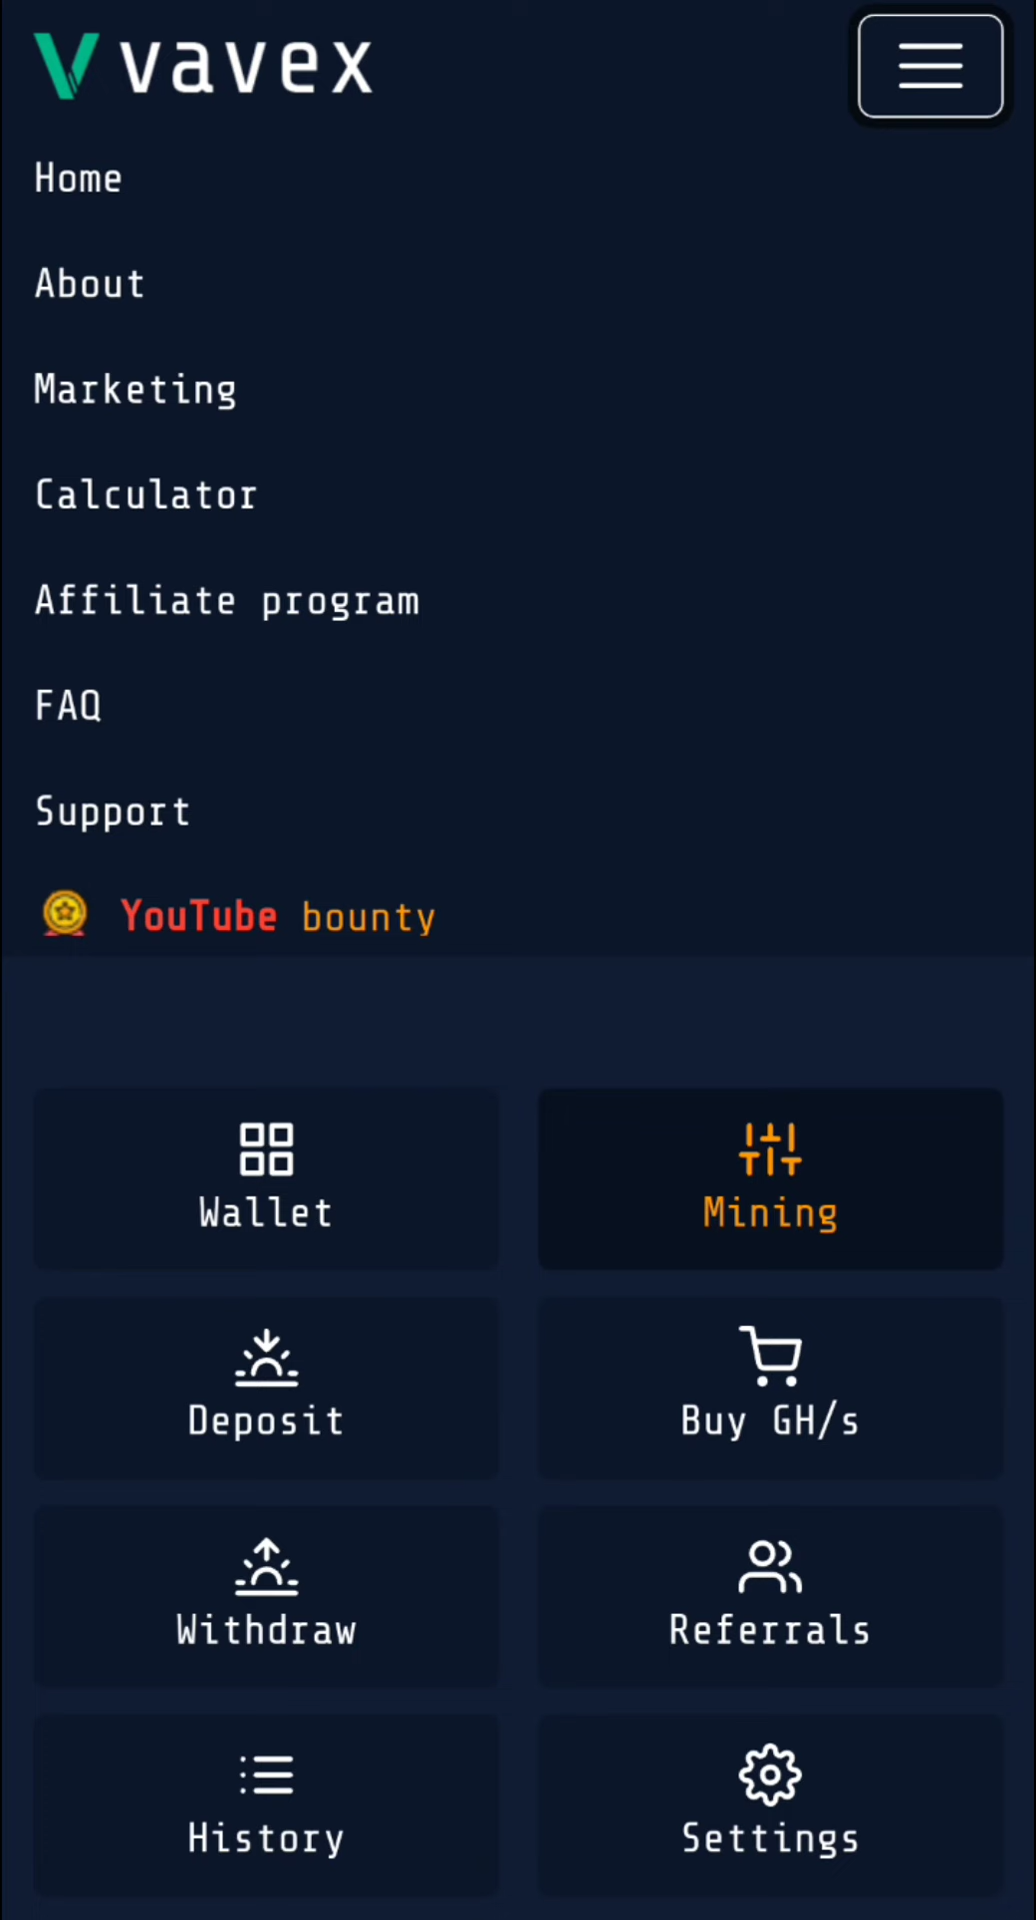 vavex
Home
About
Marketing
Calculator
Affiliate program
FAQ
Support
YouTube bounty
Wallet
Mining
Deposit
Buy GH/s
Withdraw
Referrals
History
Settings